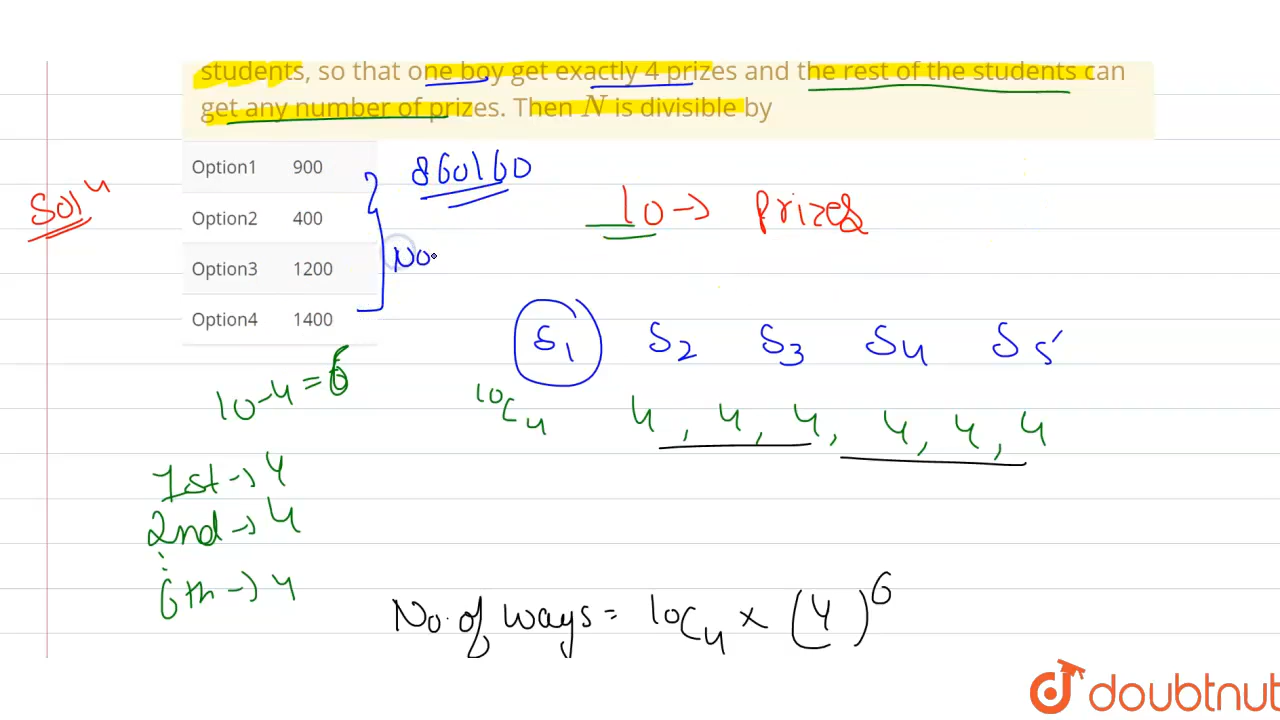 students, so that one boy get exactly 4 prizes and the rest of the students can
get any number of prizes. Then N is divisible by
Option1 900
Option2 400
Option3 1200
Option4 1400
Solⁿ
860160
No
10 → Prizes
S₁ S₂ S₃ S₄ S₅
10-4=6
¹⁰C₄ 4, 4, 4, 4, 4, 4
1st → 4
2nd → 4
6th → 4
No. of ways = ¹⁰C₄ × (4)⁶
doubtnut